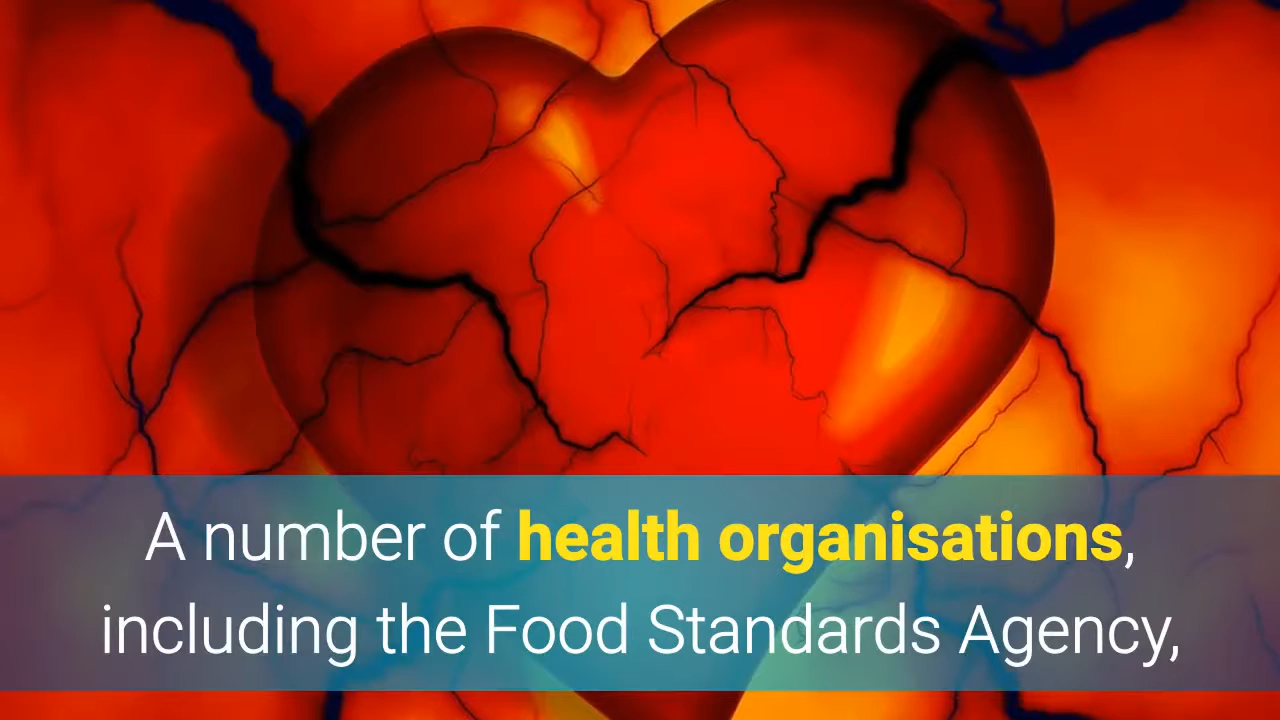 A number of health organisations,
including the Food Standards Agency,